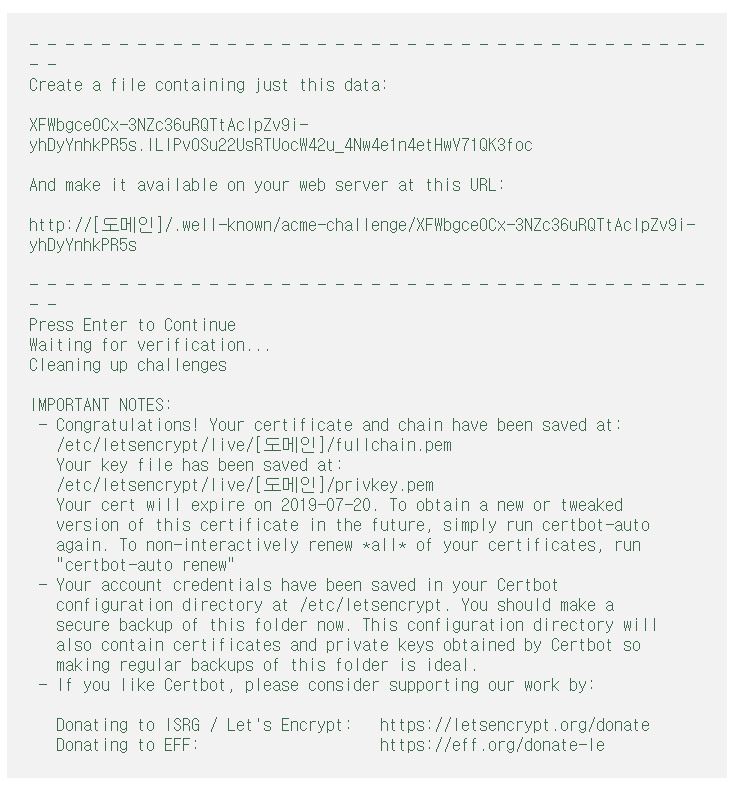 - - - - - - - - - - - - - - - - - - - - - - - - - - - - - - - - - - - - - -
- -
Create a file containing just this data:
XFWbgceOCx-3NZc36uRQTtAcIpZv9i-
yhDyYnhkPR5s.ILIPvOSu22UsRTUocW42u_4Nw4e1n4etHwV71QK3foc
And make it available on your web server at this URL:
http://[도메인]/.well-known/acme-challenge/XFWbgceOCx-3NZc36uRQTtAcIpZv9i-
yhDyYnhkPR5s
- - - - - - - - - - - - - - - - - - - - - - - - - - - - - - - - - - - - - -
- -
Press Enter to Continue
Waiting for verification...
Cleaning up challenges
IMPORTANT NOTES:
- Congratulations! Your certificate and chain have been saved at:
/etc/letsencrypt/live/[도메인]/fullchain.pem
Your key file has been saved at:
/etc/letsencrypt/live/[도메인]/privkey.pem
Your cert will expire on 2019-07-20. To obtain a new or tweaked
version of this certificate in the future, simply run certbot-auto
again. To non-interactively renew *all* of your certificates, run
"certbot-auto renew"
- Your account credentials have been saved in your Certbot
configuration directory at /etc/letsencrypt. You should make a
secure backup of this folder now. This configuration directory will
also contain certificates and private keys obtained by Certbot so
making regular backups of this folder is ideal.
- If you like Certbot, please consider supporting our work by:
Donating to ISRG / Let's Encrypt: https://letsencrypt.org/donate
Donating to EFF: https://eff.org/donate-le